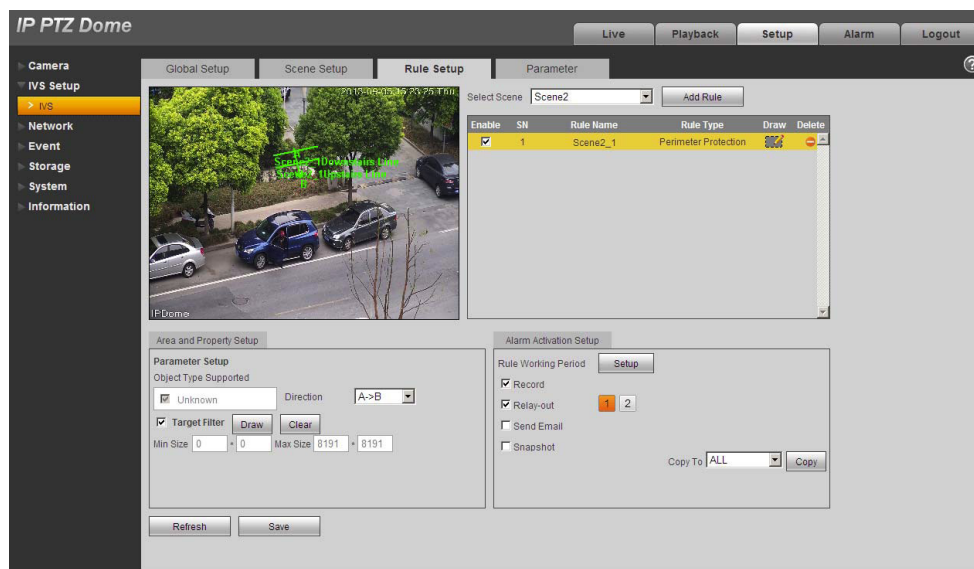 IP PTZ Dome
Live Playback Setup Alarm Logout
Camera
IVS Setup
> IVS
Network
Event
Storage
System
Information
Global Setup Scene Setup Rule Setup Parameter
?
Thu
Downstairs Line
B
IPDome
Select Scene Scene2 Add Rule
Enable SN Rule Name Rule Type Draw Delete
1 Scene2_1 Perimeter Protection
Area and Property Setup
Parameter Setup
Object Type Supported
Unknown Direction A->B
Target Filter Draw Clear
Min Size 0 * 0 Max Size 8191 * 8191
Alarm Activation Setup
Rule Working Period Setup
Record
Relay-out 1 2
Send Email
Snapshot
Copy To ALL Copy
Refresh Save